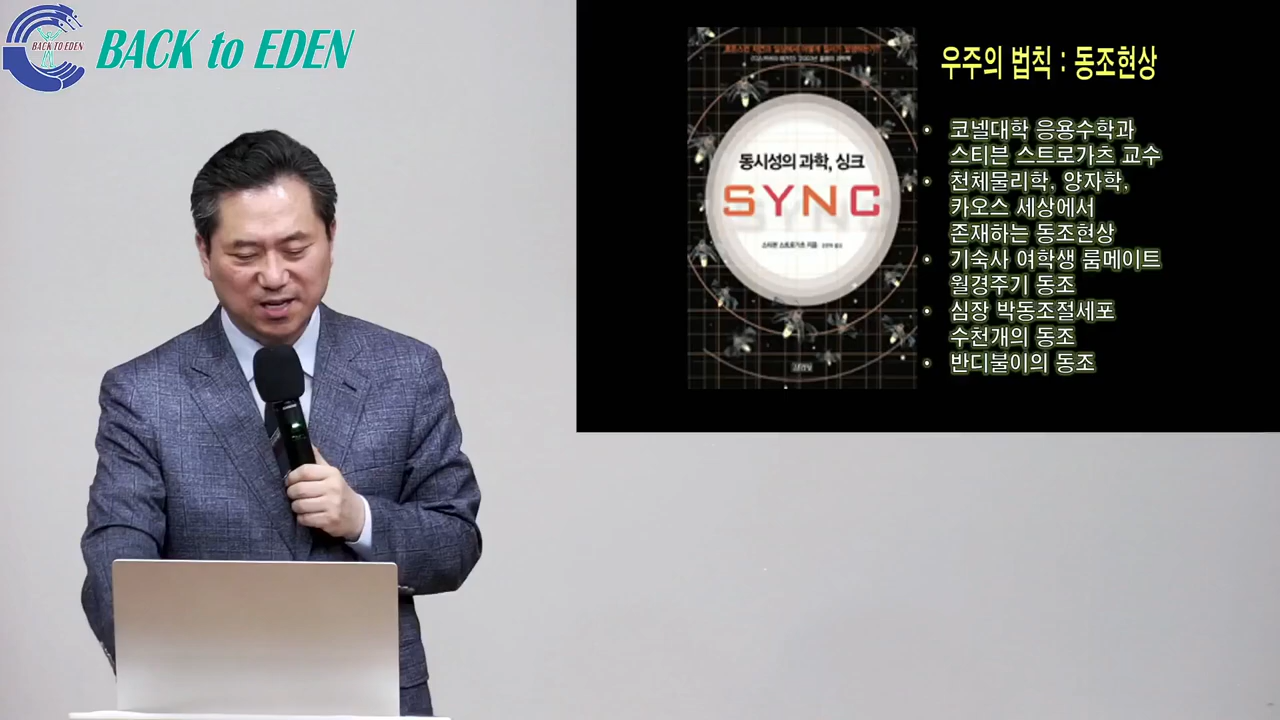 BACK TO EDEN
BACK to EDEN
동시성의 과학, 싱크
SYNC
스티븐 스트로가츠 지음
우주의 법칙 : 동조현상
• 코넬대학 응용수학과
스티븐 스트로가츠 교수
• 천체물리학, 양자학,
카오스 세상에서
존재하는 동조현상
• 기숙사 여학생 룸메이트
월경주기 동조
• 심장 박동조절세포
수천개의 동조
• 반디불이의 동조